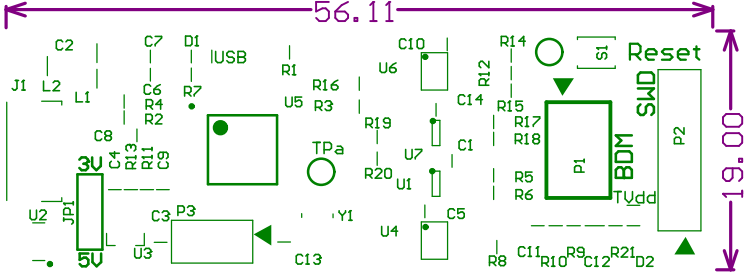 56.11
C2
C7
D1
USB
C10
R14
S1
Reset
J1
L2
L1
C6
R7
R1
R16
U5
R3
U6
R12
C14
R15
SWD
R4
R2
C8
R19
R17
R18
P2
19.00
3V
C4
R13
R11
C9
TPa
U7
C1
P1
BDM
R20
U1
R5
R6
TVdd
U2
JP1
C3
P3
Y1
C5
U4
5V
U3
C13
R8
C11
R10
R9
C12
R21
D2